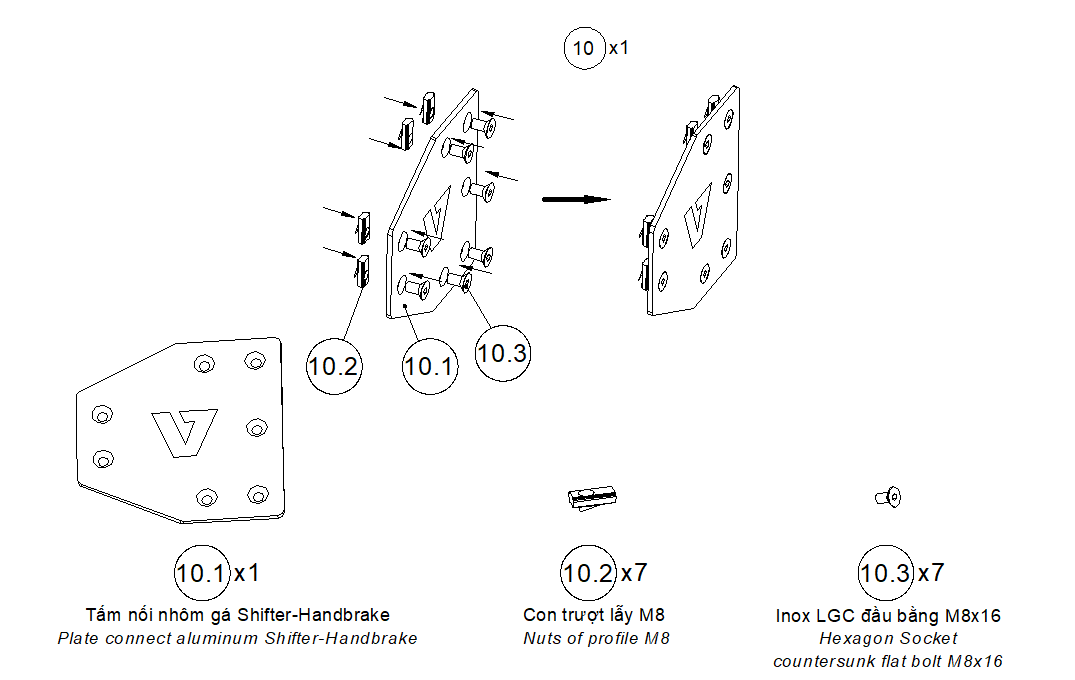 10 x1
10.2
10.1
10.3
10.1 x1
Tấm nối nhôm gá Shifter-Handbrake
Plate connect aluminum Shifter-Handbrake
10.2 x7
Con trượt lẫy M8
Nuts of profile M8
10.3 x7
Inox LGC đầu bằng M8x16
Hexagon Socket
countersunk flat bolt M8x16